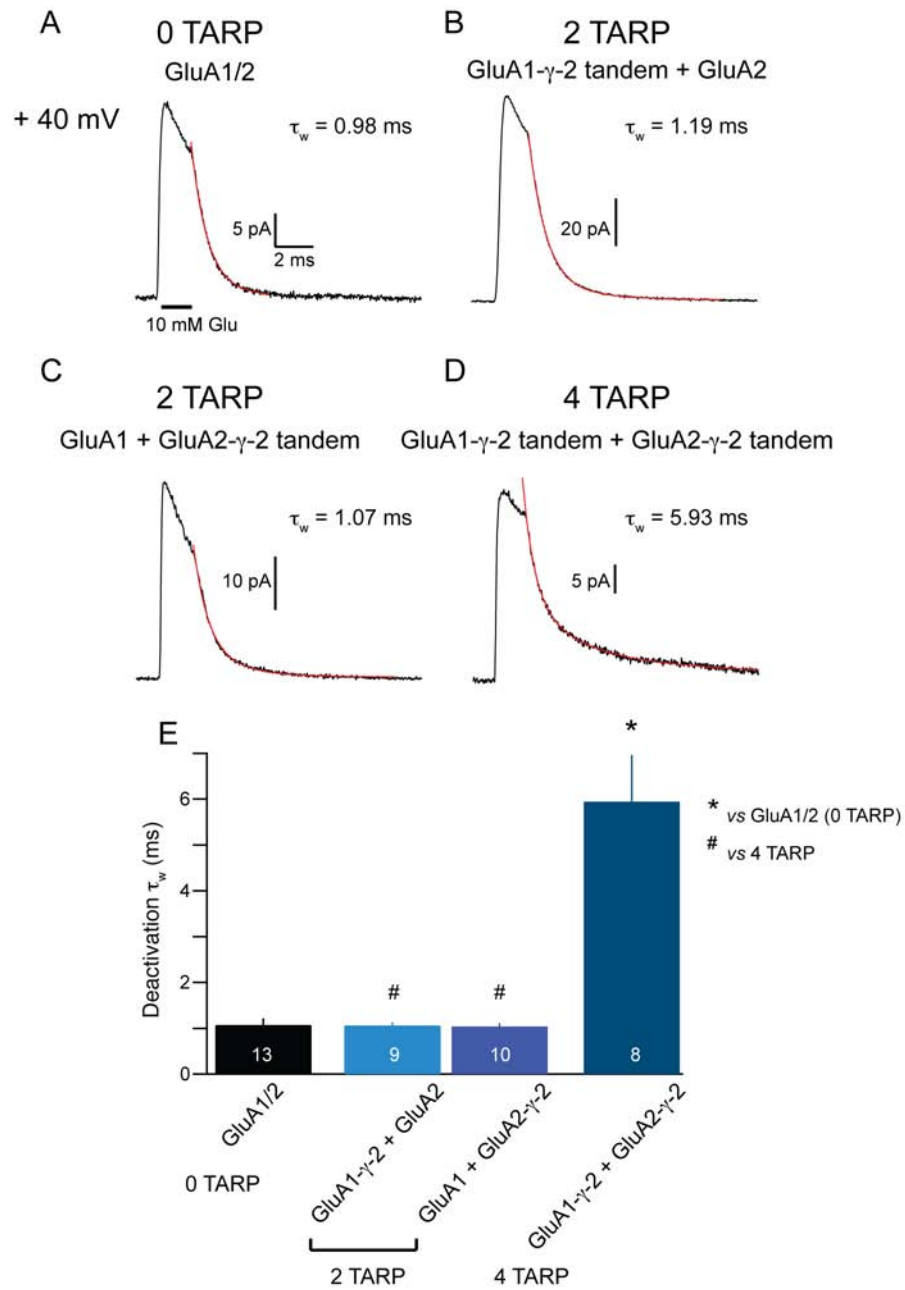 A
0 TARP
GluA1/2
+ 40 mV
τw = 0.98 ms
5 pA
2 ms
10 mM Glu
B
2 TARP
GluA1-γ-2 tandem + GluA2
τw = 1.19 ms
20 pA
C
2 TARP
GluA1 + GluA2-γ-2 tandem
τw = 1.07 ms
10 pA
D
4 TARP
GluA1-γ-2 tandem + GluA2-γ-2 tandem
τw = 5.93 ms
5 pA
E
Deactivation τw (ms)
6
4
2
0
*
#
#
13
9
10
8
* vs GluA1/2 (0 TARP)
# vs 4 TARP
GluA1/2
GluA1-γ-2 + GluA2
GluA1 + GluA2-γ-2
GluA1-γ-2 + GluA2-γ-2
0 TARP
2 TARP
4 TARP